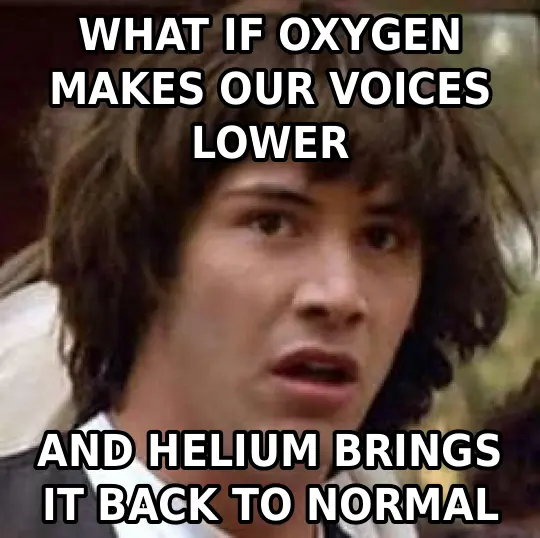 WHAT IF OXYGEN
MAKES OUR VOICES
LOWER
AND HELIUM BRINGS
IT BACK TO NORMAL